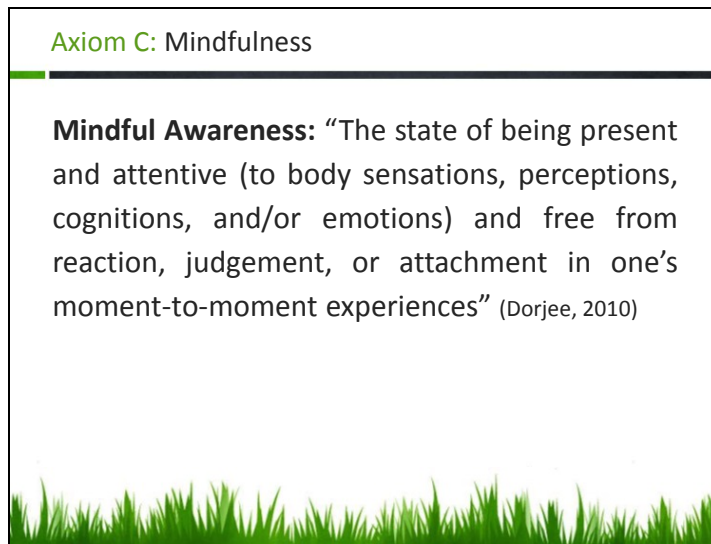 Axiom C: Mindfulness
Mindful Awareness: “The state of being present
and attentive (to body sensations, perceptions,
cognitions, and/or emotions) and free from
reaction, judgement, or attachment in one’s
moment-to-moment experiences” (Dorjee, 2010)